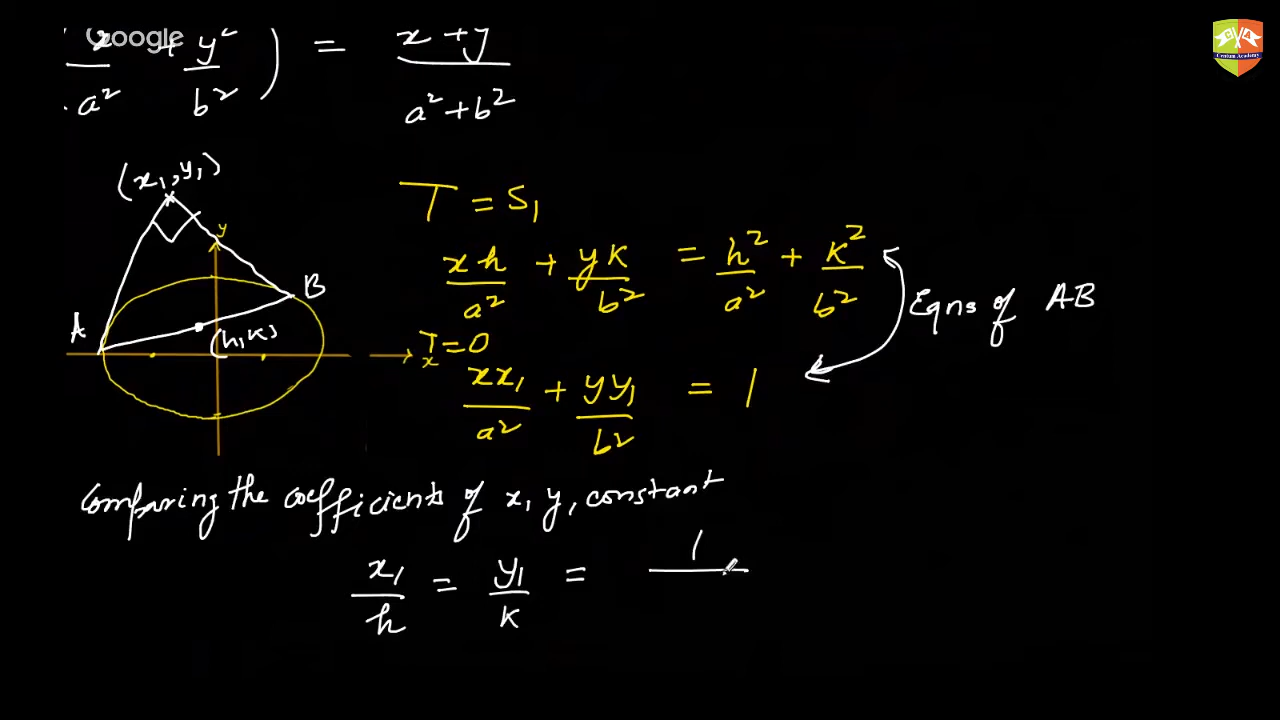 Google
x/a² + y²/b² ) = x + y / a² + b²
(x₁, y₁)
T = S₁
y
xh/a² + yk/b² = h²/a² + k²/b²
Eqns of AB
A
B
(h, k)
T = 0
x
xx₁/a² + yy₁/b² = 1
Comparing the coefficients of x, y, constant
x₁/h = y₁/k = 1/